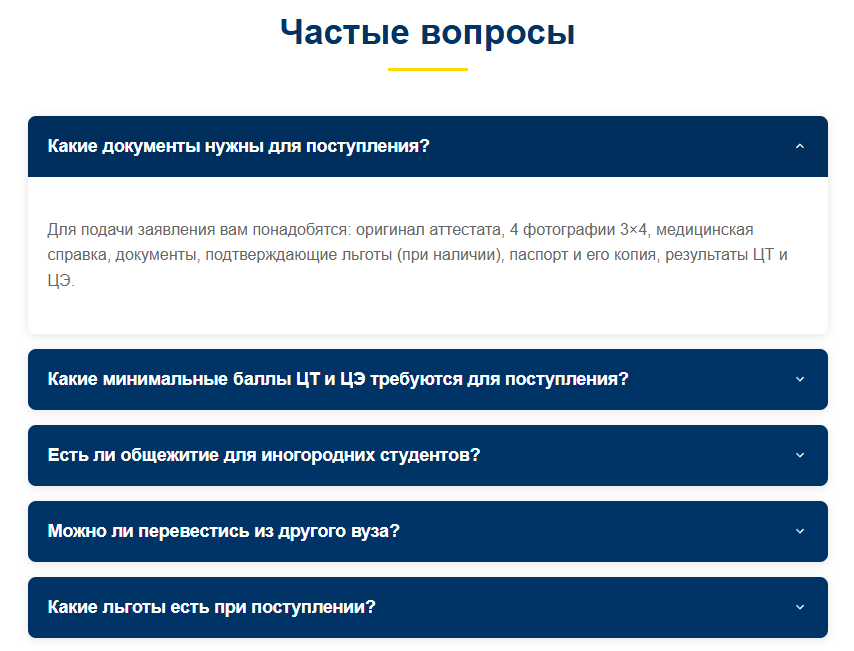 Частые вопросы
Какие документы нужны для поступления?
Для подачи заявления вам понадобятся: оригинал аттестата, 4 фотографии 3×4, медицинская
справка, документы, подтверждающие льготы (при наличии), паспорт и его копия, результаты ЦТ и
ЦЭ.
Какие минимальные баллы ЦТ и ЦЭ требуются для поступления?
Есть ли общежитие для иногородних студентов?
Можно ли перевестись из другого вуза?
Какие льготы есть при поступлении?